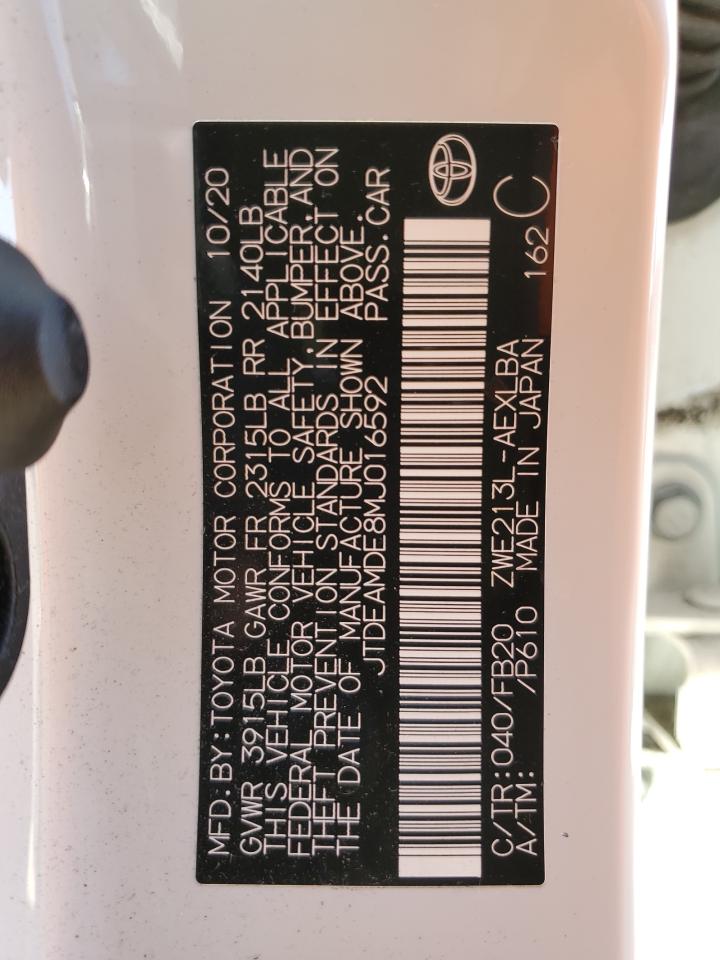 MFD.BY:TOYOTA MOTOR CORPORATION 10/20
GVWR 3915LB GAWR FR 2315LB RR 2140LB
THIS VEHICLE CONFORMS TO ALL APPLICABLE
FEDERAL MOTOR VEHICLE SAFETY,BUMPER,AND
THEFT PREVENTION STANDARDS IN EFFECT ON
THE DATE OF MANUFACTURE SHOWN ABOVE.
JTDEAMDE8MJ016592 PASS.CAR
C/TR:040/FB20 ZWE213L-AEXLBA
A/TM: /P610 MADE IN JAPAN 162 C